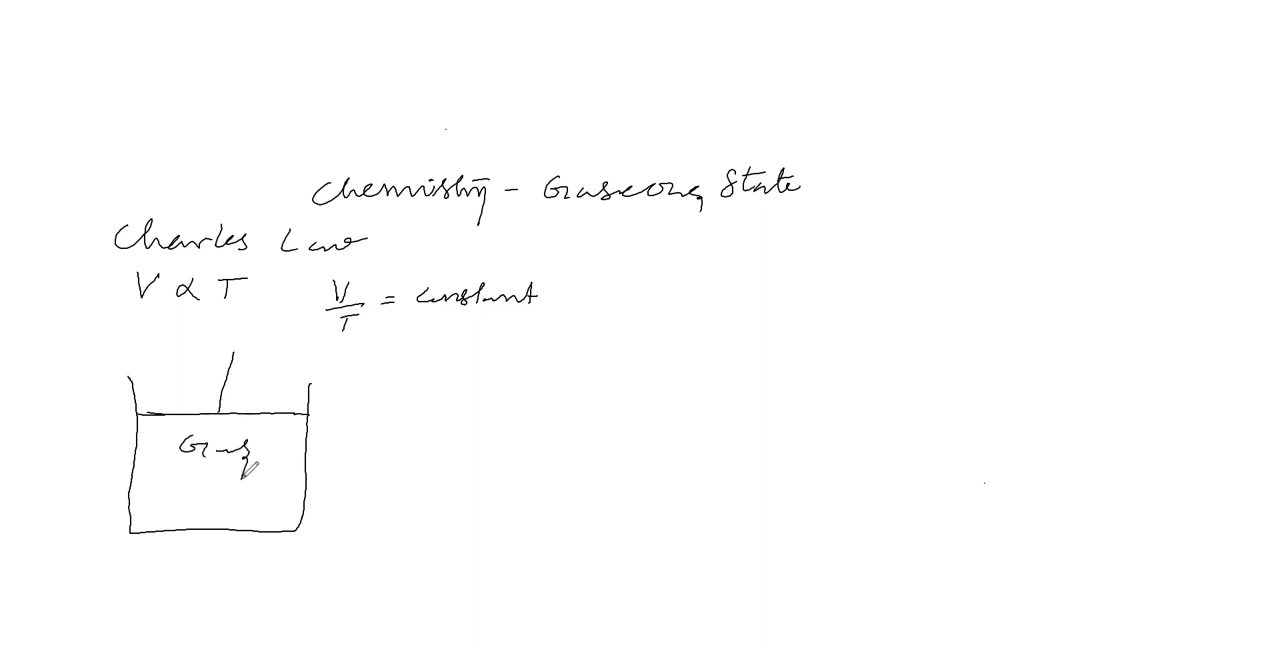 Chemistry - Gaseous State
Charles Law
V ∝ T
V/T = constant
Gas